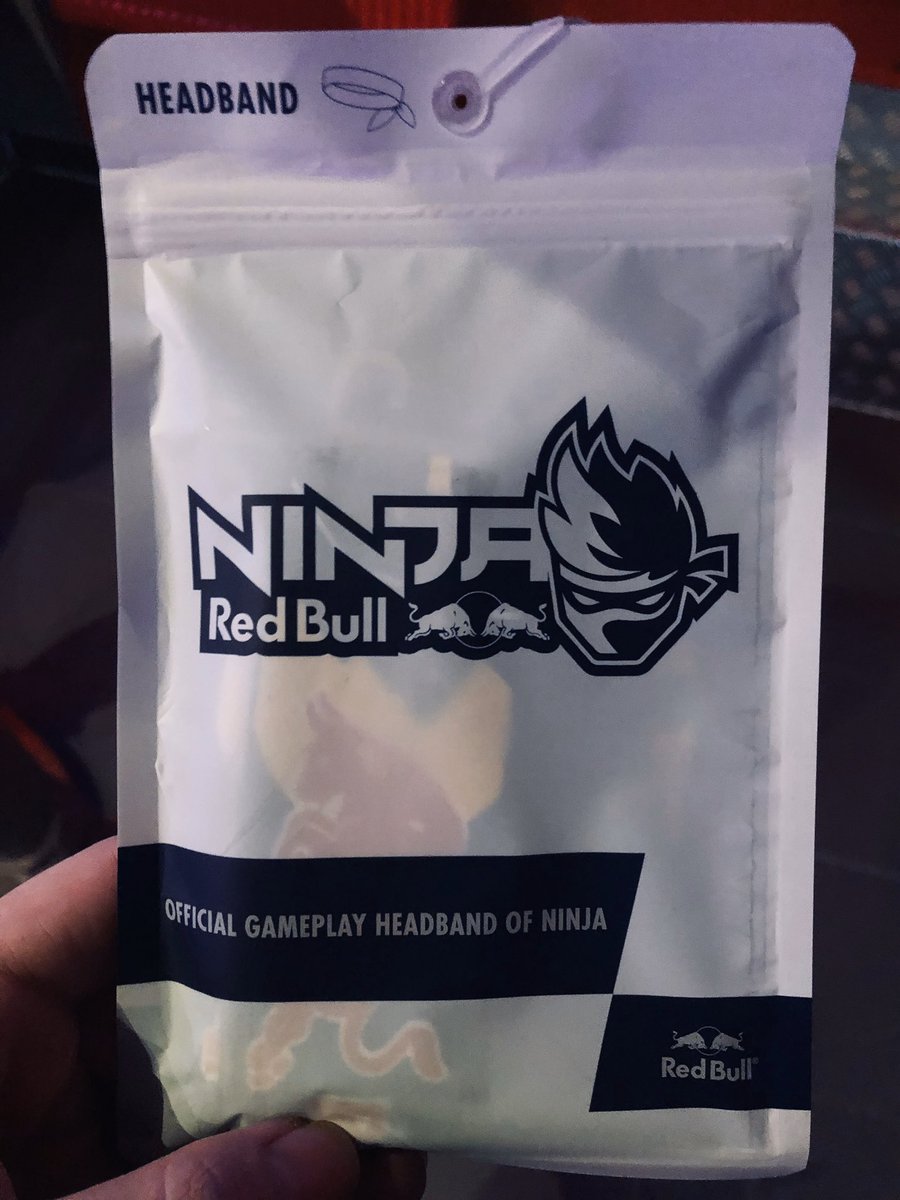 HEADBAND
NINJA
Red Bull
OFFICIAL GAMEPLAY HEADBAND OF NINJA
Red Bull®